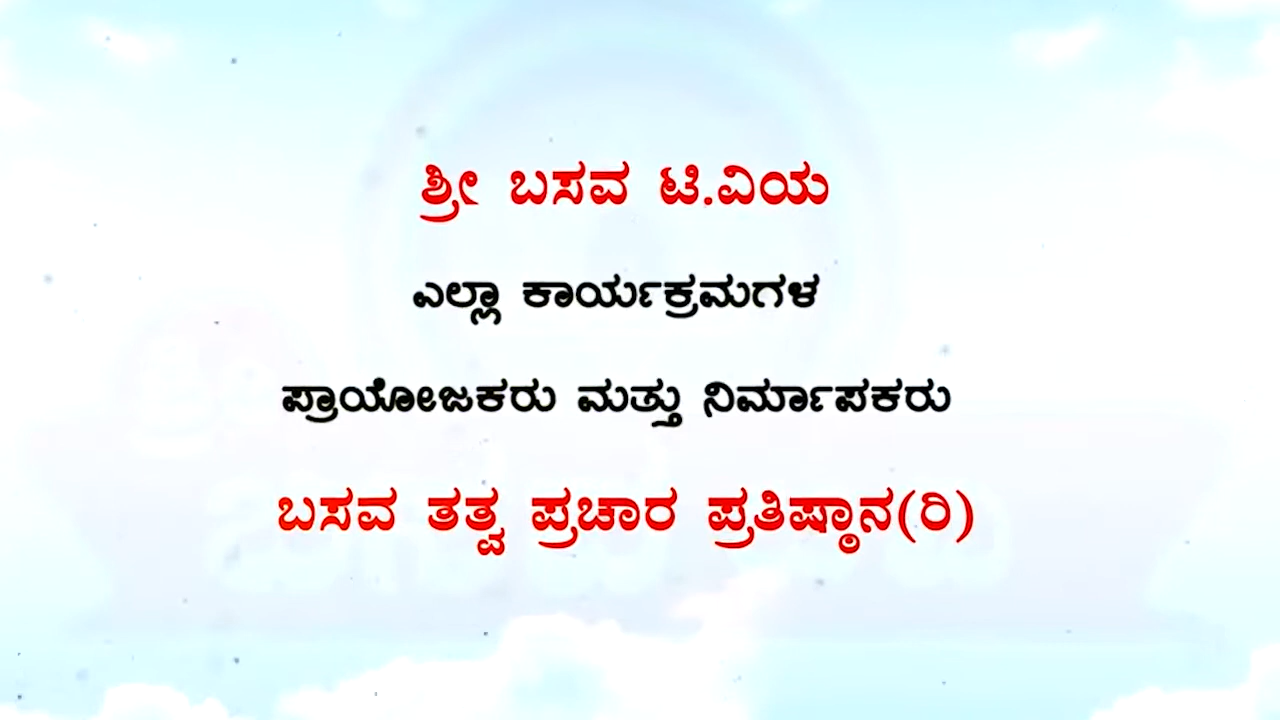 ಶ್ರೀ ಬಸವ ಟಿ.ವಿಯ
ಎಲ್ಲಾ ಕಾರ್ಯಕ್ರಮಗಳ
ಪ್ರಾಯೋಜಕರು ಮತ್ತು ನಿರ್ಮಾಪಕರು
ಬಸವ ತತ್ವ ಪ್ರಚಾರ ಪ್ರತಿಷ್ಠಾನ(ರಿ)